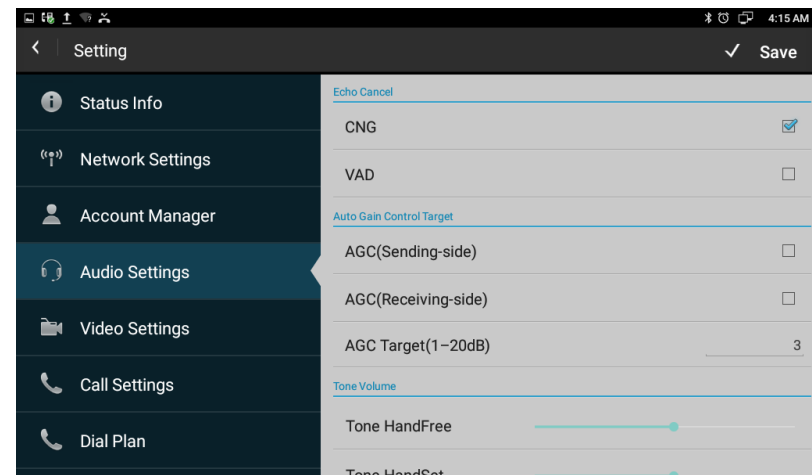 4:15 AM
Setting
Save
Status Info
Network Settings
Account Manager
Audio Settings
Video Settings
Call Settings
Dial Plan
Echo Cancel
CNG
VAD
Auto Gain Control Target
AGC(Sending-side)
AGC(Receiving-side)
AGC Target(1–20dB)
3
Tone Volume
Tone HandFree
Tone HandSet